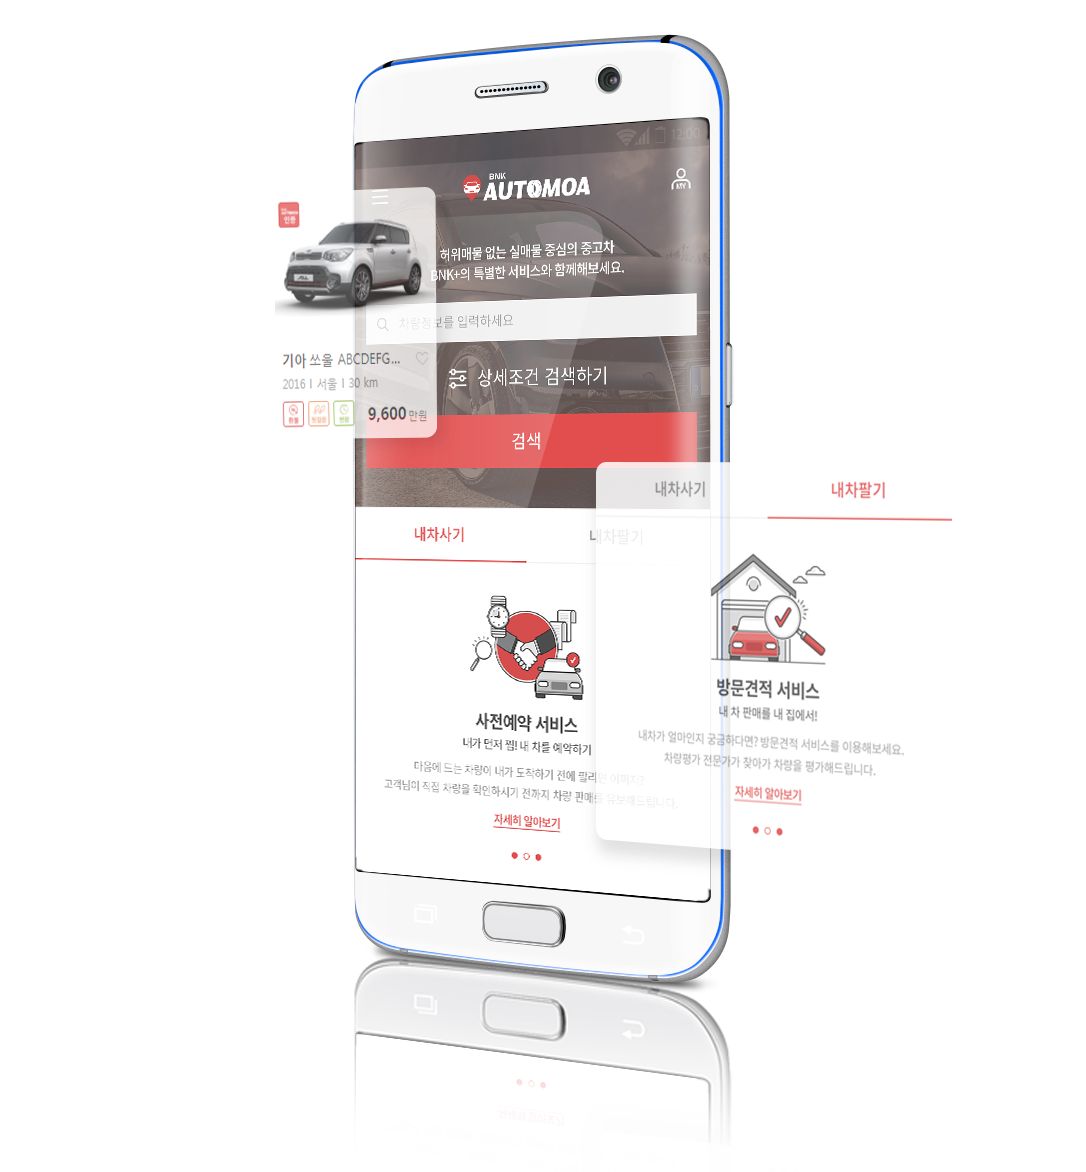 12:00
BNK
AUTOMOA
MY
허위매물 없는 실매물 중심의 중고차
BNK+의 특별한 서비스와 함께해보세요.
차량정보를 입력하세요
상세조건 검색하기
검색
인증
기아 쏘울 ABCDEFG...
2016 I 서울 I 30 km
환불
9,600 만원
내차사기
내차팔기
사전예약 서비스
내가 먼저 찜! 내 차를 예약하기
마음에 드는 차량이 내가 도착하기 전에 팔리면 어쩌지?
고객님이 직접 차량을 확인하시기 전까지 차량 판매를 유보해드립니다.
자세히 알아보기
내차사기
내차팔기
방문견적 서비스
내 차 판매를 내 집에서!
내차가 얼마인지 궁금하다면? 방문견적 서비스를 이용해보세요.
차량평가 전문가가 찾아가 차량을 평가해드립니다.
자세히 알아보기